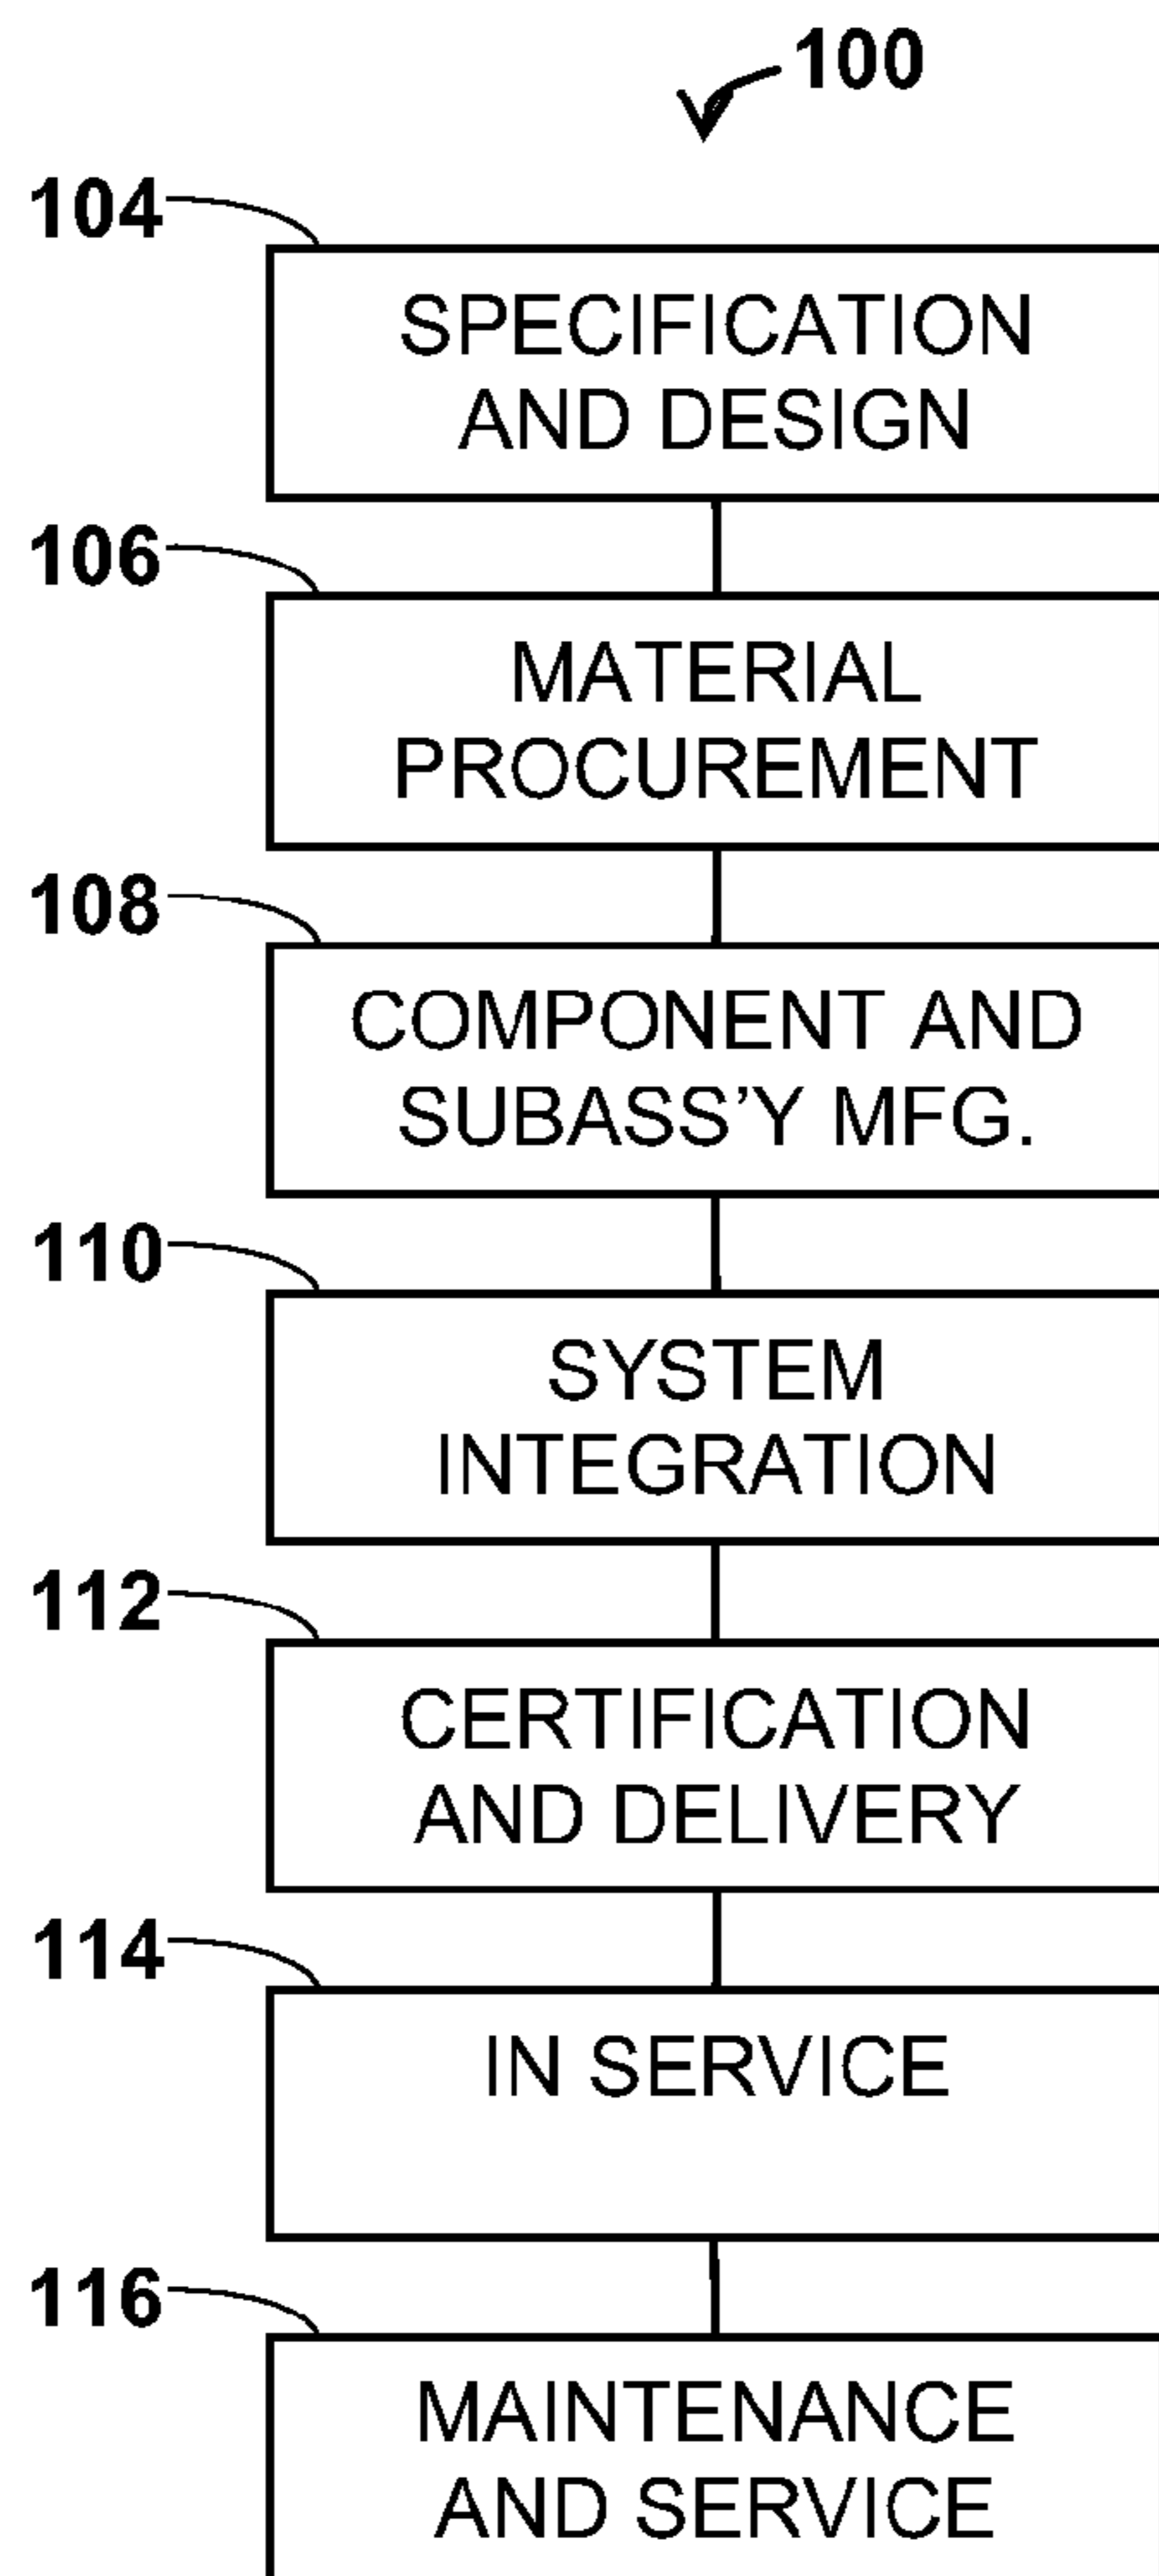 100
104
SPECIFICATION
AND DESIGN
106
MATERIAL
PROCUREMENT
108
COMPONENT AND
SUBASS’Y MFG.
110
SYSTEM
INTEGRATION
112
CERTIFICATION
AND DELIVERY
114
IN SERVICE
116
MAINTENANCE
AND SERVICE